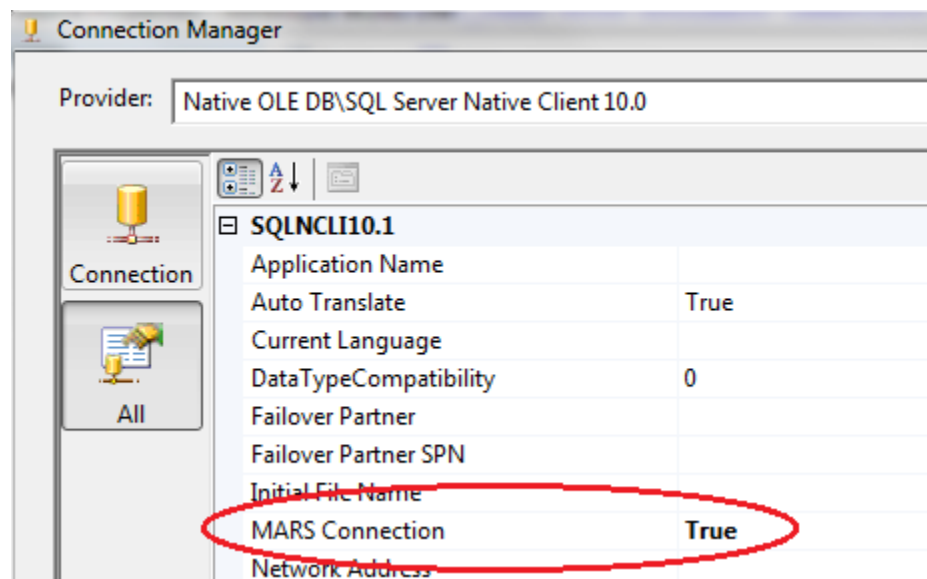 Connection Manager
Provider: Native OLE DB\SQL Server Native Client 10.0
Connection
All
SQLNCLI10.1
Application Name
Auto Translate True
Current Language
DataTypeCompatibility 0
Failover Partner
Failover Partner SPN
Initial File Name
MARS Connection True
Network Address